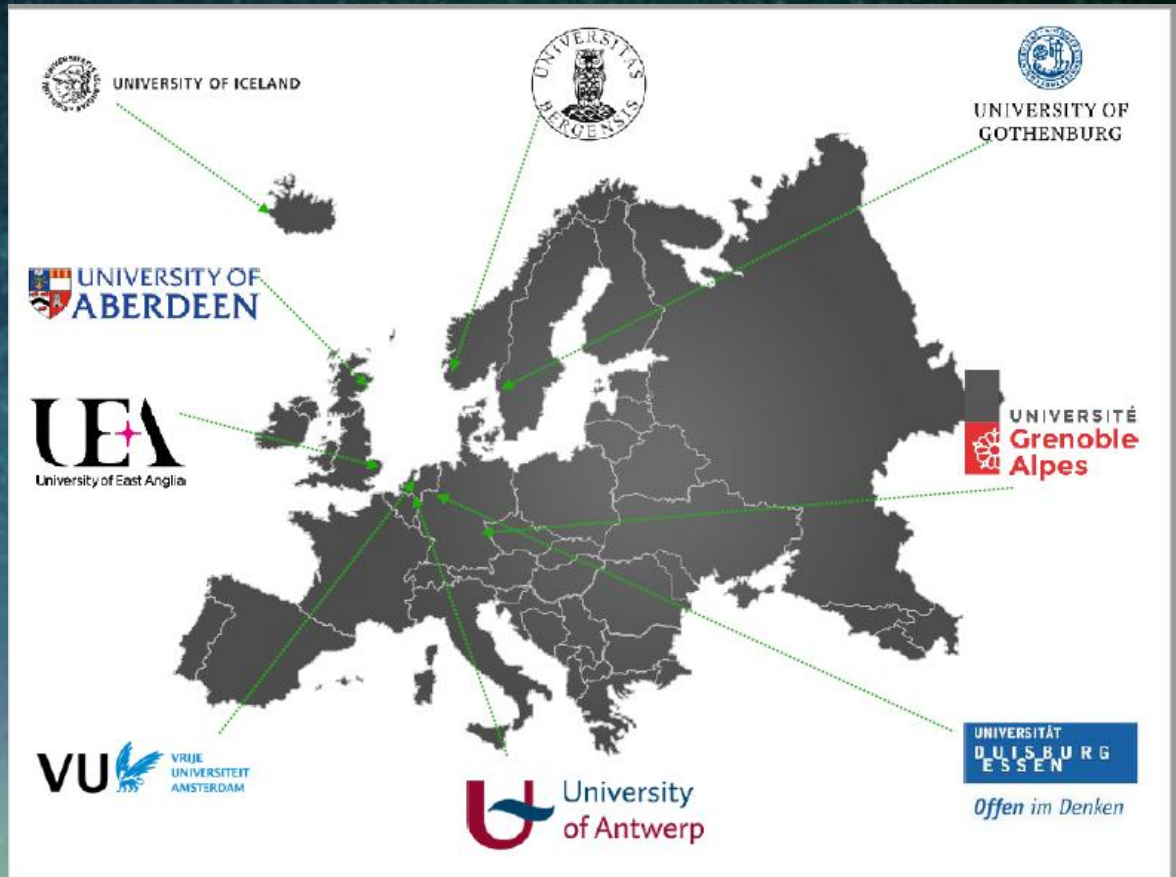 UNIVERSITY OF ICELAND
UNIVERSITAS
BERGENSIS
UNIVERSITY OF
GOTHENBURG
UNIVERSITY OF
ABERDEEN
UEA
University of East Anglia
UNIVERSITÉ
Grenoble
Alpes
VU
VRIJE
UNIVERSITEIT
AMSTERDAM
University
of Antwerp
UNIVERSITÄT
DUISBURG
ESSEN
Offen im Denken